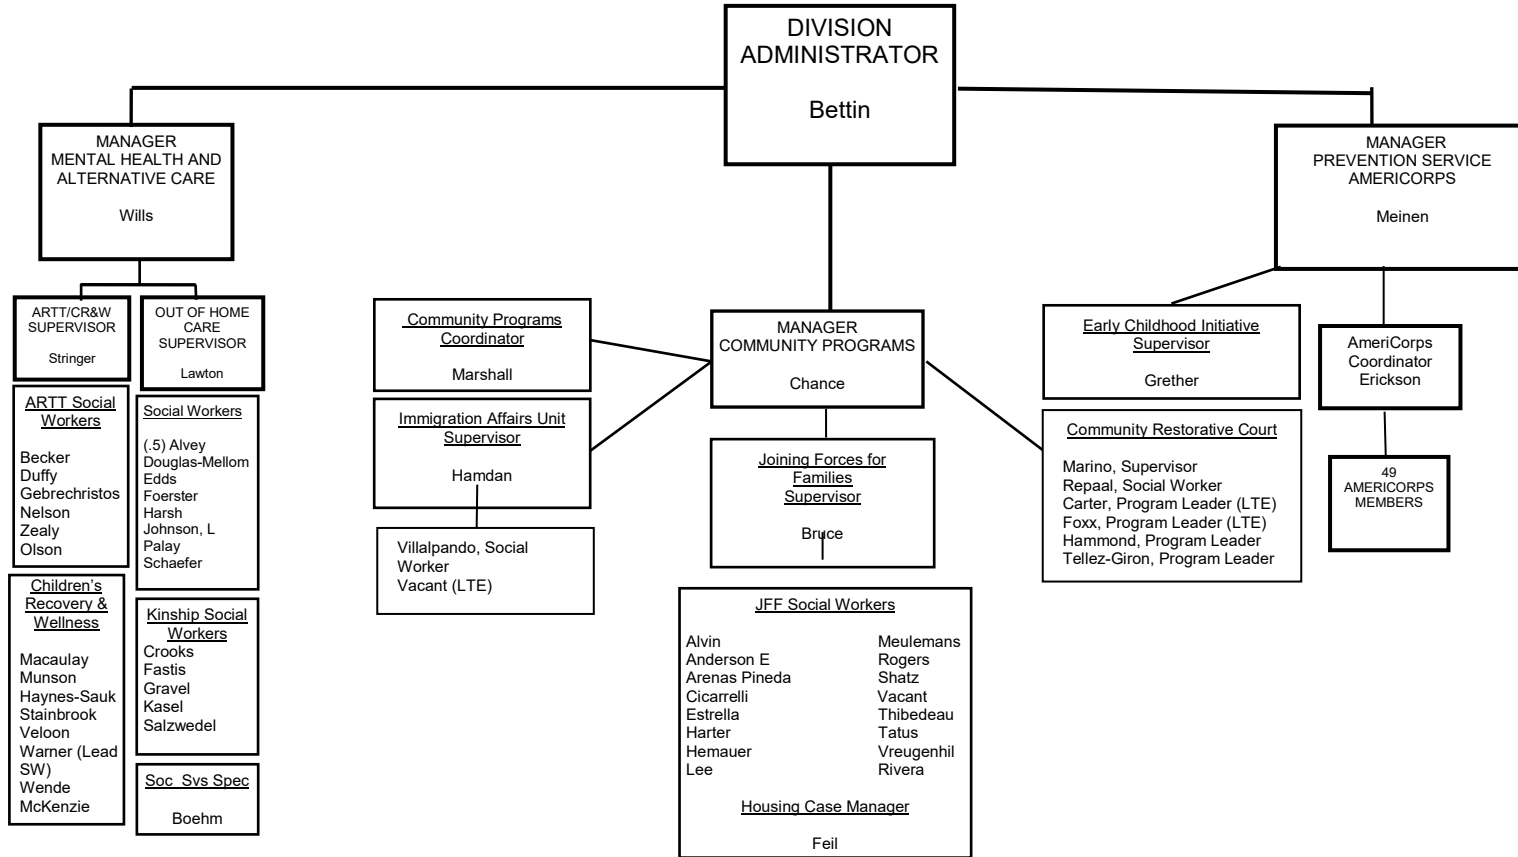 DIVISION
ADMINISTRATOR
Bettin
MANAGER
MENTAL HEALTH AND
ALTERNATIVE CARE
Wills
MANAGER
PREVENTION SERVICE
AMERICORPS
Meinen
ARTT/CR&W
SUPERVISOR
Stringer
OUT OF HOME
CARE
SUPERVISOR
Lawton
ARTT Social
Workers
Becker
Duffy
Gebrechristos
Nelson
Zealy
Olson
Social Workers
(.5) Alvey
Douglas-Mellom
Edds
Foerster
Harsh
Johnson, L
Palay
Schaefer
Children’s
Recovery &
Wellness
Macaulay
Munson
Haynes-Sauk
Stainbrook
Veloon
Warner (Lead
SW)
Wende
McKenzie
Kinship Social
Workers
Crooks
Fastis
Gravel
Kasel
Salzwedel
Soc Svs Spec
Boehm
Community Programs
Coordinator
Marshall
Immigration Affairs Unit
Supervisor
Hamdan
Villalpando, Social
Worker
Vacant (LTE)
MANAGER
COMMUNITY PROGRAMS
Chance
Joining Forces for
Families
Supervisor
Bruce
JFF Social Workers
Alvin
Anderson E
Arenas Pineda
Cicarrelli
Estrella
Harter
Hemauer
Lee
Meulemans
Rogers
Shatz
Vacant
Thibedeau
Tatus
Vreugenhil
Rivera
Housing Case Manager
Feil
Early Childhood Initiative
Supervisor
Grether
Community Restorative Court
Marino, Supervisor
Repaal, Social Worker
Carter, Program Leader (LTE)
Foxx, Program Leader (LTE)
Hammond, Program Leader
Tellez-Giron, Program Leader
AmeriCorps
Coordinator
Erickson
49
AMERICORPS
MEMBERS